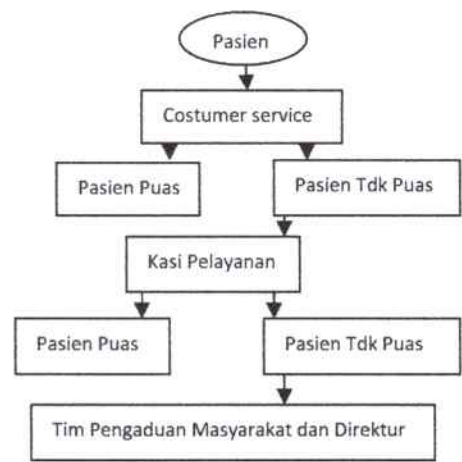 Pasien
Costumer service
Pasien Puas
Pasien Tdk Puas
Kasi Pelayanan
Pasien Puas
Pasien Tdk Puas
Tim Pengaduan Masyarakat dan Direktur